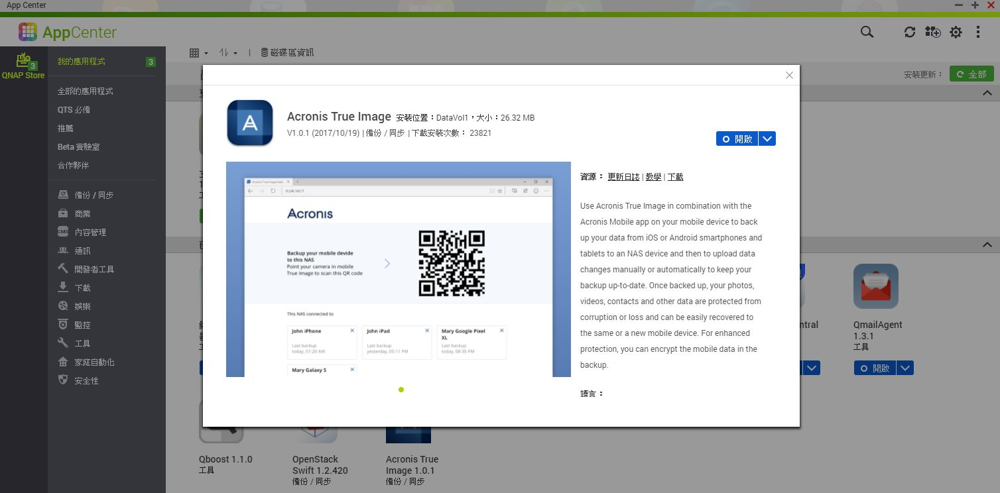 App Center
AppCenter
QNAP Store
3
我的應用程式 3
全部的應用程式
QTS 必備
推薦
Beta 實驗室
合作夥伴
備份 / 同步
商業
內容管理
通訊
開發者工具
下載
娛樂
監控
工具
家庭自動化
安全性
磁碟區資訊
安裝更新：
全部
Acronis True Image 安裝位置：DataVol1，大小：26.32 MB
V1.0.1 (2017/10/19) | 備份 / 同步 | 下載安裝次數： 23821
開啟
Acronis True Image back...
10.246.160.71
Acronis
Backup your mobile devide
to this NAS
Point your camera in mobile
True Image to scan this QR code
This NAS connected to
John iPhone
Last backup
today, 01:20 AM
John iPad
Last backup
yesterday, 05:11 PM
Mary Google Pixel
XL
Last backup
today, 08:35 PM
Mary Galaxy S
資源： 更新日誌 | 教學 | 下載
Use Acronis True Image in combination with the
Acronis Mobile app on your mobile device to back
up your data from iOS or Android smartphones and
tablets to an NAS device and then to upload data
changes manually or automatically to keep your
backup up-to-date. Once backed up, your photos,
videos, contacts and other data are protected from
corruption or loss and can be easily recovered to
the same or a new mobile device. For enhanced
protection, you can encrypt the mobile data in the
backup.
語言：
ntral
QmailAgent
1.3.1
工具
開啟
Qboost 1.1.0
工具
OpenStack
Swift 1.2.420
備份 / 同步
Acronis True
Image 1.0.1
備份 / 同步